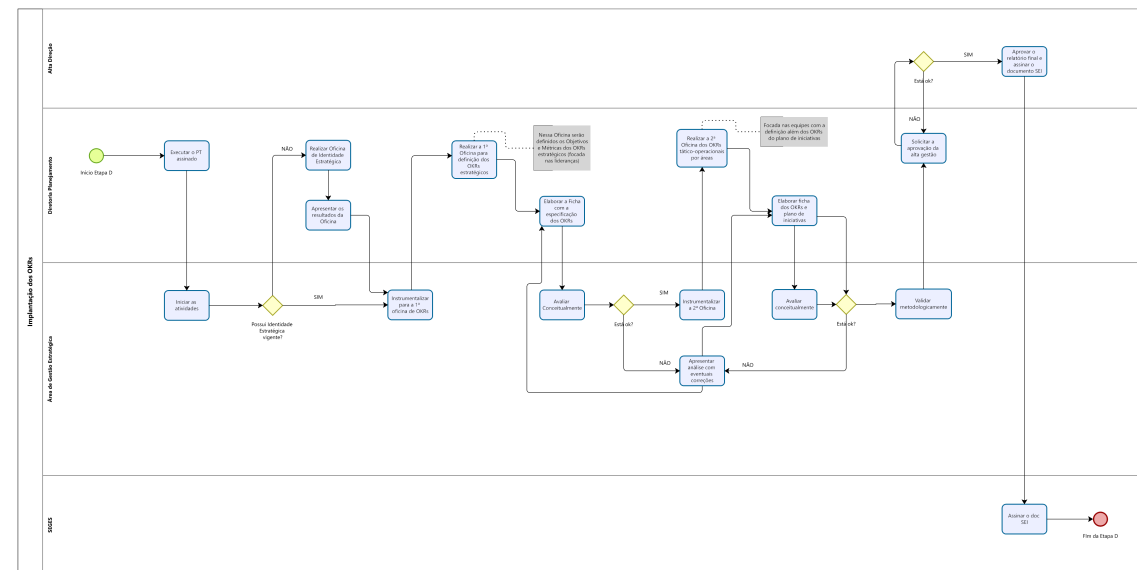 Implantação dos OKRs
Alta Direção
Está ok?
SIM
NÃO
Aprovar o
relatório final e
assinar o
documento SEI
Diretoria Planejamento
Início Etapa D
Executar o PT
assinado
NÃO
Realizar Oficina
de Identidade
Estratégica
Apresentar os
resultados da
Oficina
Realizar a 1ª
Oficina para
definição dos
OKRs
estratégicos
Nessa Oficina serão
definidos os Objetivos
e Métricas dos OKRs
estratégicos (focada
nas lideranças)
Elaborar a Ficha
com a
especificação
dos OKRs
Realizar a 2ª
Oficina dos OKRs
tático-operacionais
por áreas
Focada nas equipes com a
definição além dos OKRs
do plano de iniciativas
Elaborar ficha
dos OKRs e
plano de
iniciativas
Solicitar a
aprovação da
alta gestão
Área de Gestão Estratégica
Iniciar as
atividades
Possui Identidade
Estratégica
vigente?
SIM
Instrumentalizar
para a 1ª
oficina de OKRs
Avaliar
Conceitualmente
Está ok?
SIM
NÃO
Instrumentalizar
a 2ª Oficina
Apresentar
análise com
eventuais
correções
NÃO
Avaliar
conceitualmente
Está ok?
Validar
metodologicamente
SEGES
Assinar o doc
SEI
Fim da Etapa D